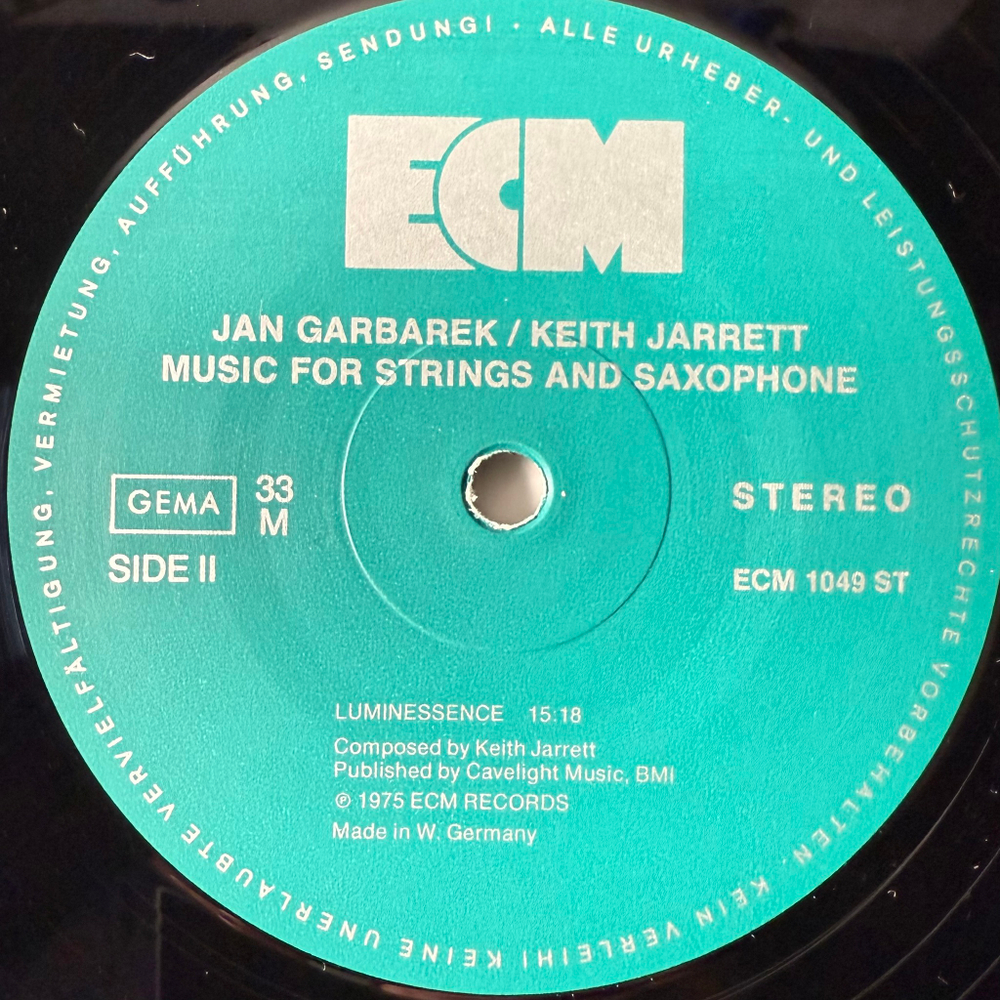 ALLE URHEBER- UND LEISTUNGSSCHUTZRECHTE VORBEHALTEN. KEIN VERLEIH! KEINE UNERLAUBTE VERVIELFÄLTIGUNG, VERMIETUNG, AUFFÜHRUNG, SENDUNG! ·
ECM
JAN GARBAREK / KEITH JARRETT
MUSIC FOR STRINGS AND SAXOPHONE
GEMA
33
M
SIDE II
STEREO
ECM 1049 ST
LUMINESSENCE 15:18
Composed by Keith Jarrett
Published by Cavelight Music, BMI
℗ 1975 ECM RECORDS
Made in W. Germany